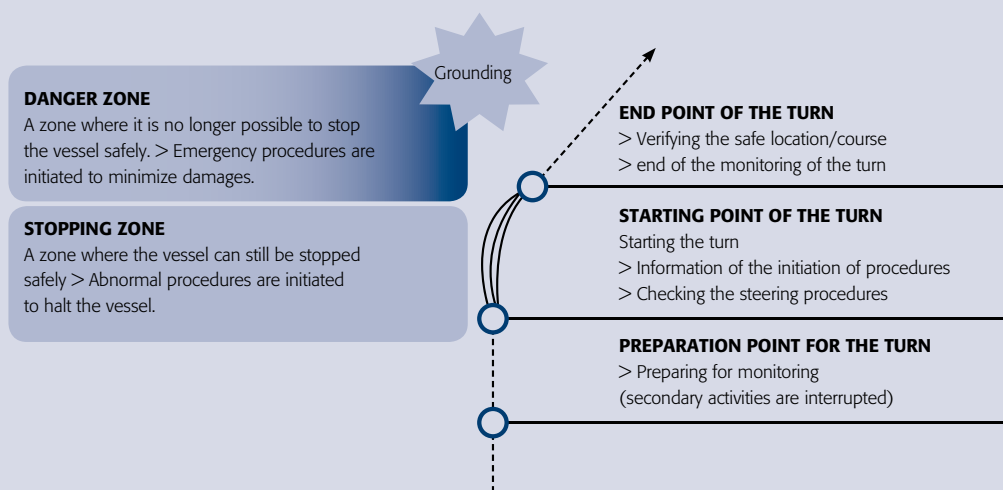 Grounding
DANGER ZONE
A zone where it is no longer possible to stop
the vessel safely. > Emergency procedures are
initiated to minimize damages.
STOPPING ZONE
A zone where the vessel can still be stopped
safely > Abnormal procedures are initiated
to halt the vessel.
END POINT OF THE TURN
> Verifying the safe location/course
> end of the monitoring of the turn
STARTING POINT OF THE TURN
Starting the turn
> Information of the initiation of procedures
> Checking the steering procedures
PREPARATION POINT FOR THE TURN
> Preparing for monitoring
(secondary activities are interrupted)